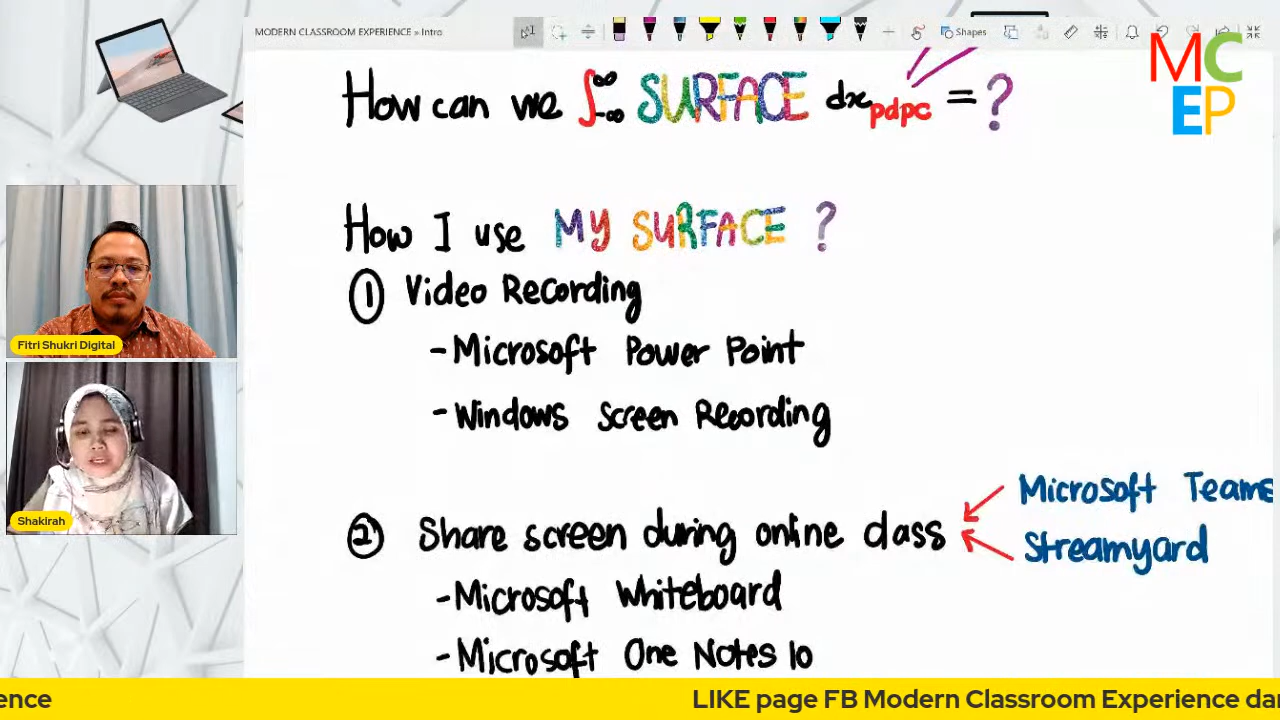 MODERN CLASSROOM EXPERIENCE » Intro
Shapes
MC
EP
How can we ∫∞-∞ SURFACE dx pdpc = ?
How I use MY SURFACE ?
① Video Recording
- Microsoft Power Point
- Windows Screen Recording
② Share screen during online class
Microsoft Teams
Streamyard
- Microsoft Whiteboard
- Microsoft One Notes 10
Fitri Shukri Digital
Shakirah
ence
LIKE page FB Modern Classroom Experience dan